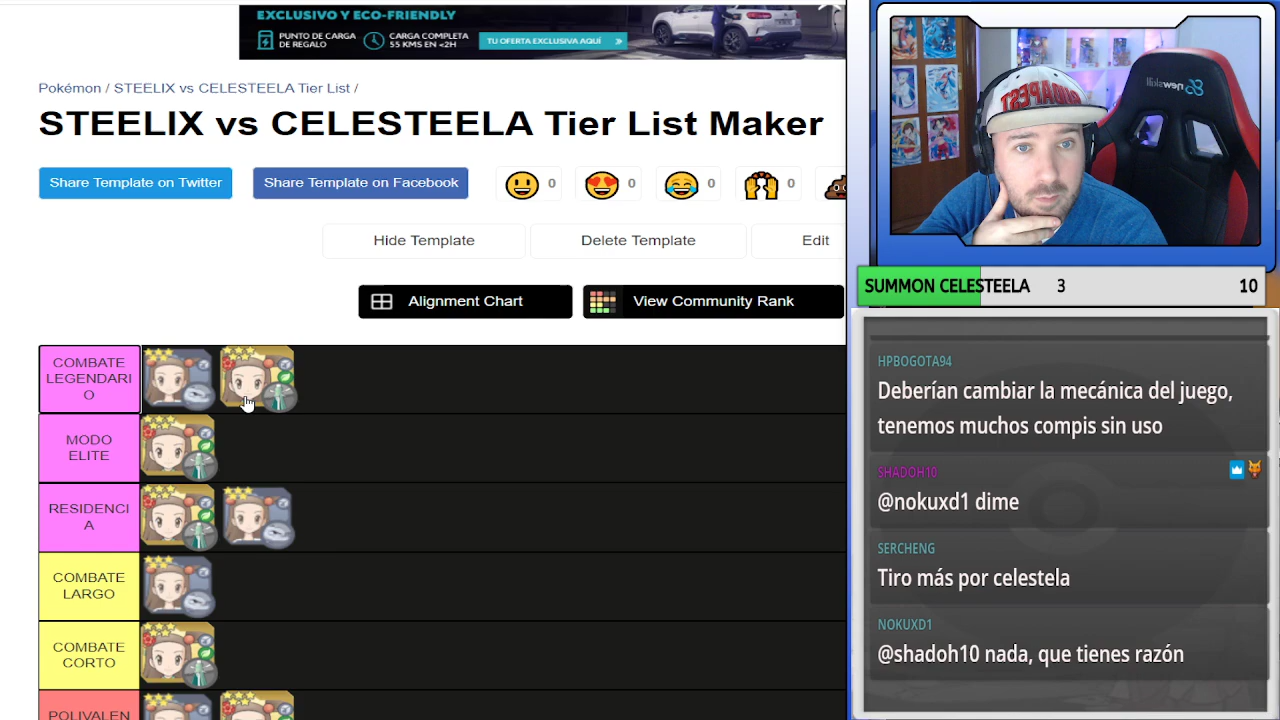 EXCLUSIVO Y ECO-FRIENDLY
PUNTO DE CARGA
DE REGALO
CARGA COMPLETA
55 KMS EN <2H
TU OFERTA EXCLUSIVA AQUÍ
Pokémon / STEELIX vs CELESTEELA Tier List /
STEELIX vs CELESTEELA Tier List Maker
Share Template on Twitter
Share Template on Facebook
0
0
0
0
Hide Template
Delete Template
Edit
Alignment Chart
View Community Rank
COMBATE
LEGENDARI
O
MODO
ELITE
RESIDENCI
A
COMBATE
LARGO
COMBATE
CORTO
POLIVALEN
BUDAPEST
newskill
SUMMON CELESTEELA 3 10
HPBOGOTA94
Deberían cambiar la mecánica del juego,
tenemos muchos compis sin uso
SHADOH10
@nokuxd1 dime
SERCHENG
Tiro más por celestela
NOKUXD1
@shadoh10 nada, que tienes razón